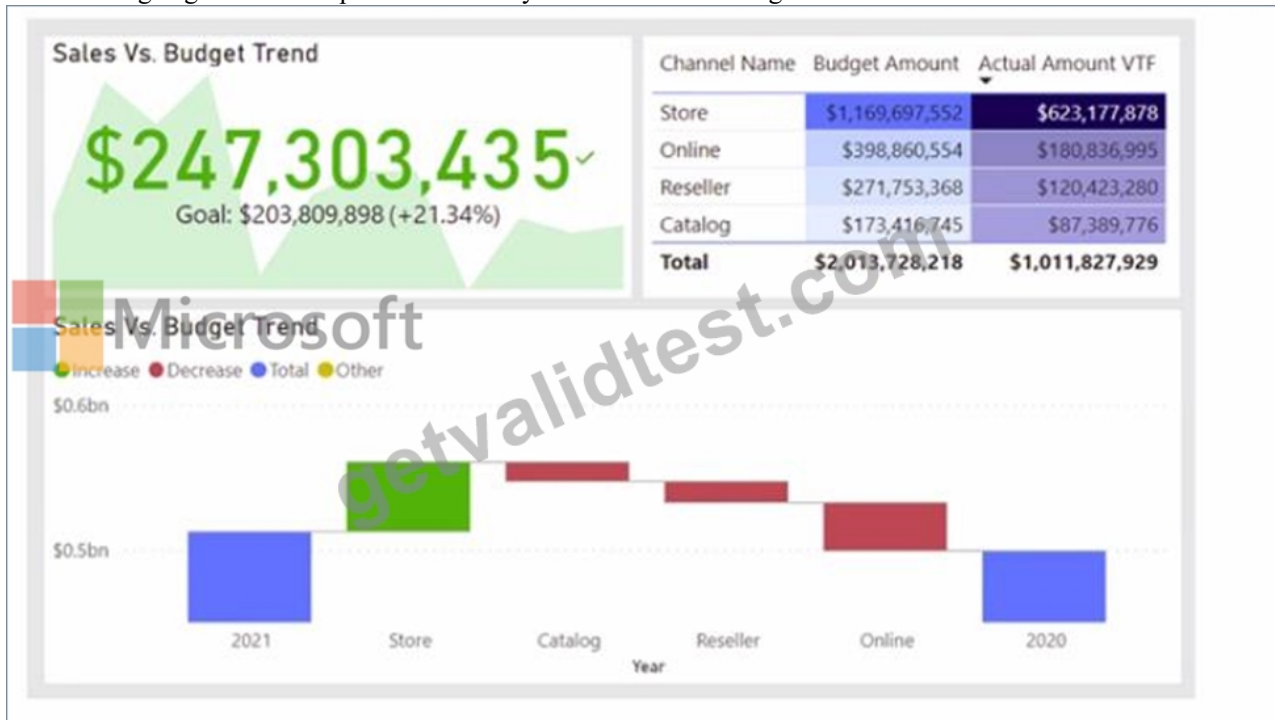 Sales Vs. Budget Trend
$247,303,435
Goal: $203,809,898 (+21.34%)
Channel Name Budget Amount Actual Amount VTF
Store $1,169,697,552 $623,177,878
Online $398,860,554 $180,836,995
Reseller $271,753,368 $120,423,280
Catalog $173,416,745 $87,389,776
Total $2,013,728,218 $1,011,827,929
Microsoft
Sales Vs. Budget Trend
Increase Decrease Total Other
$0.6bn
$0.5bn
2021 Store Catalog Reseller Online 2020
Year
getvalidtest.com